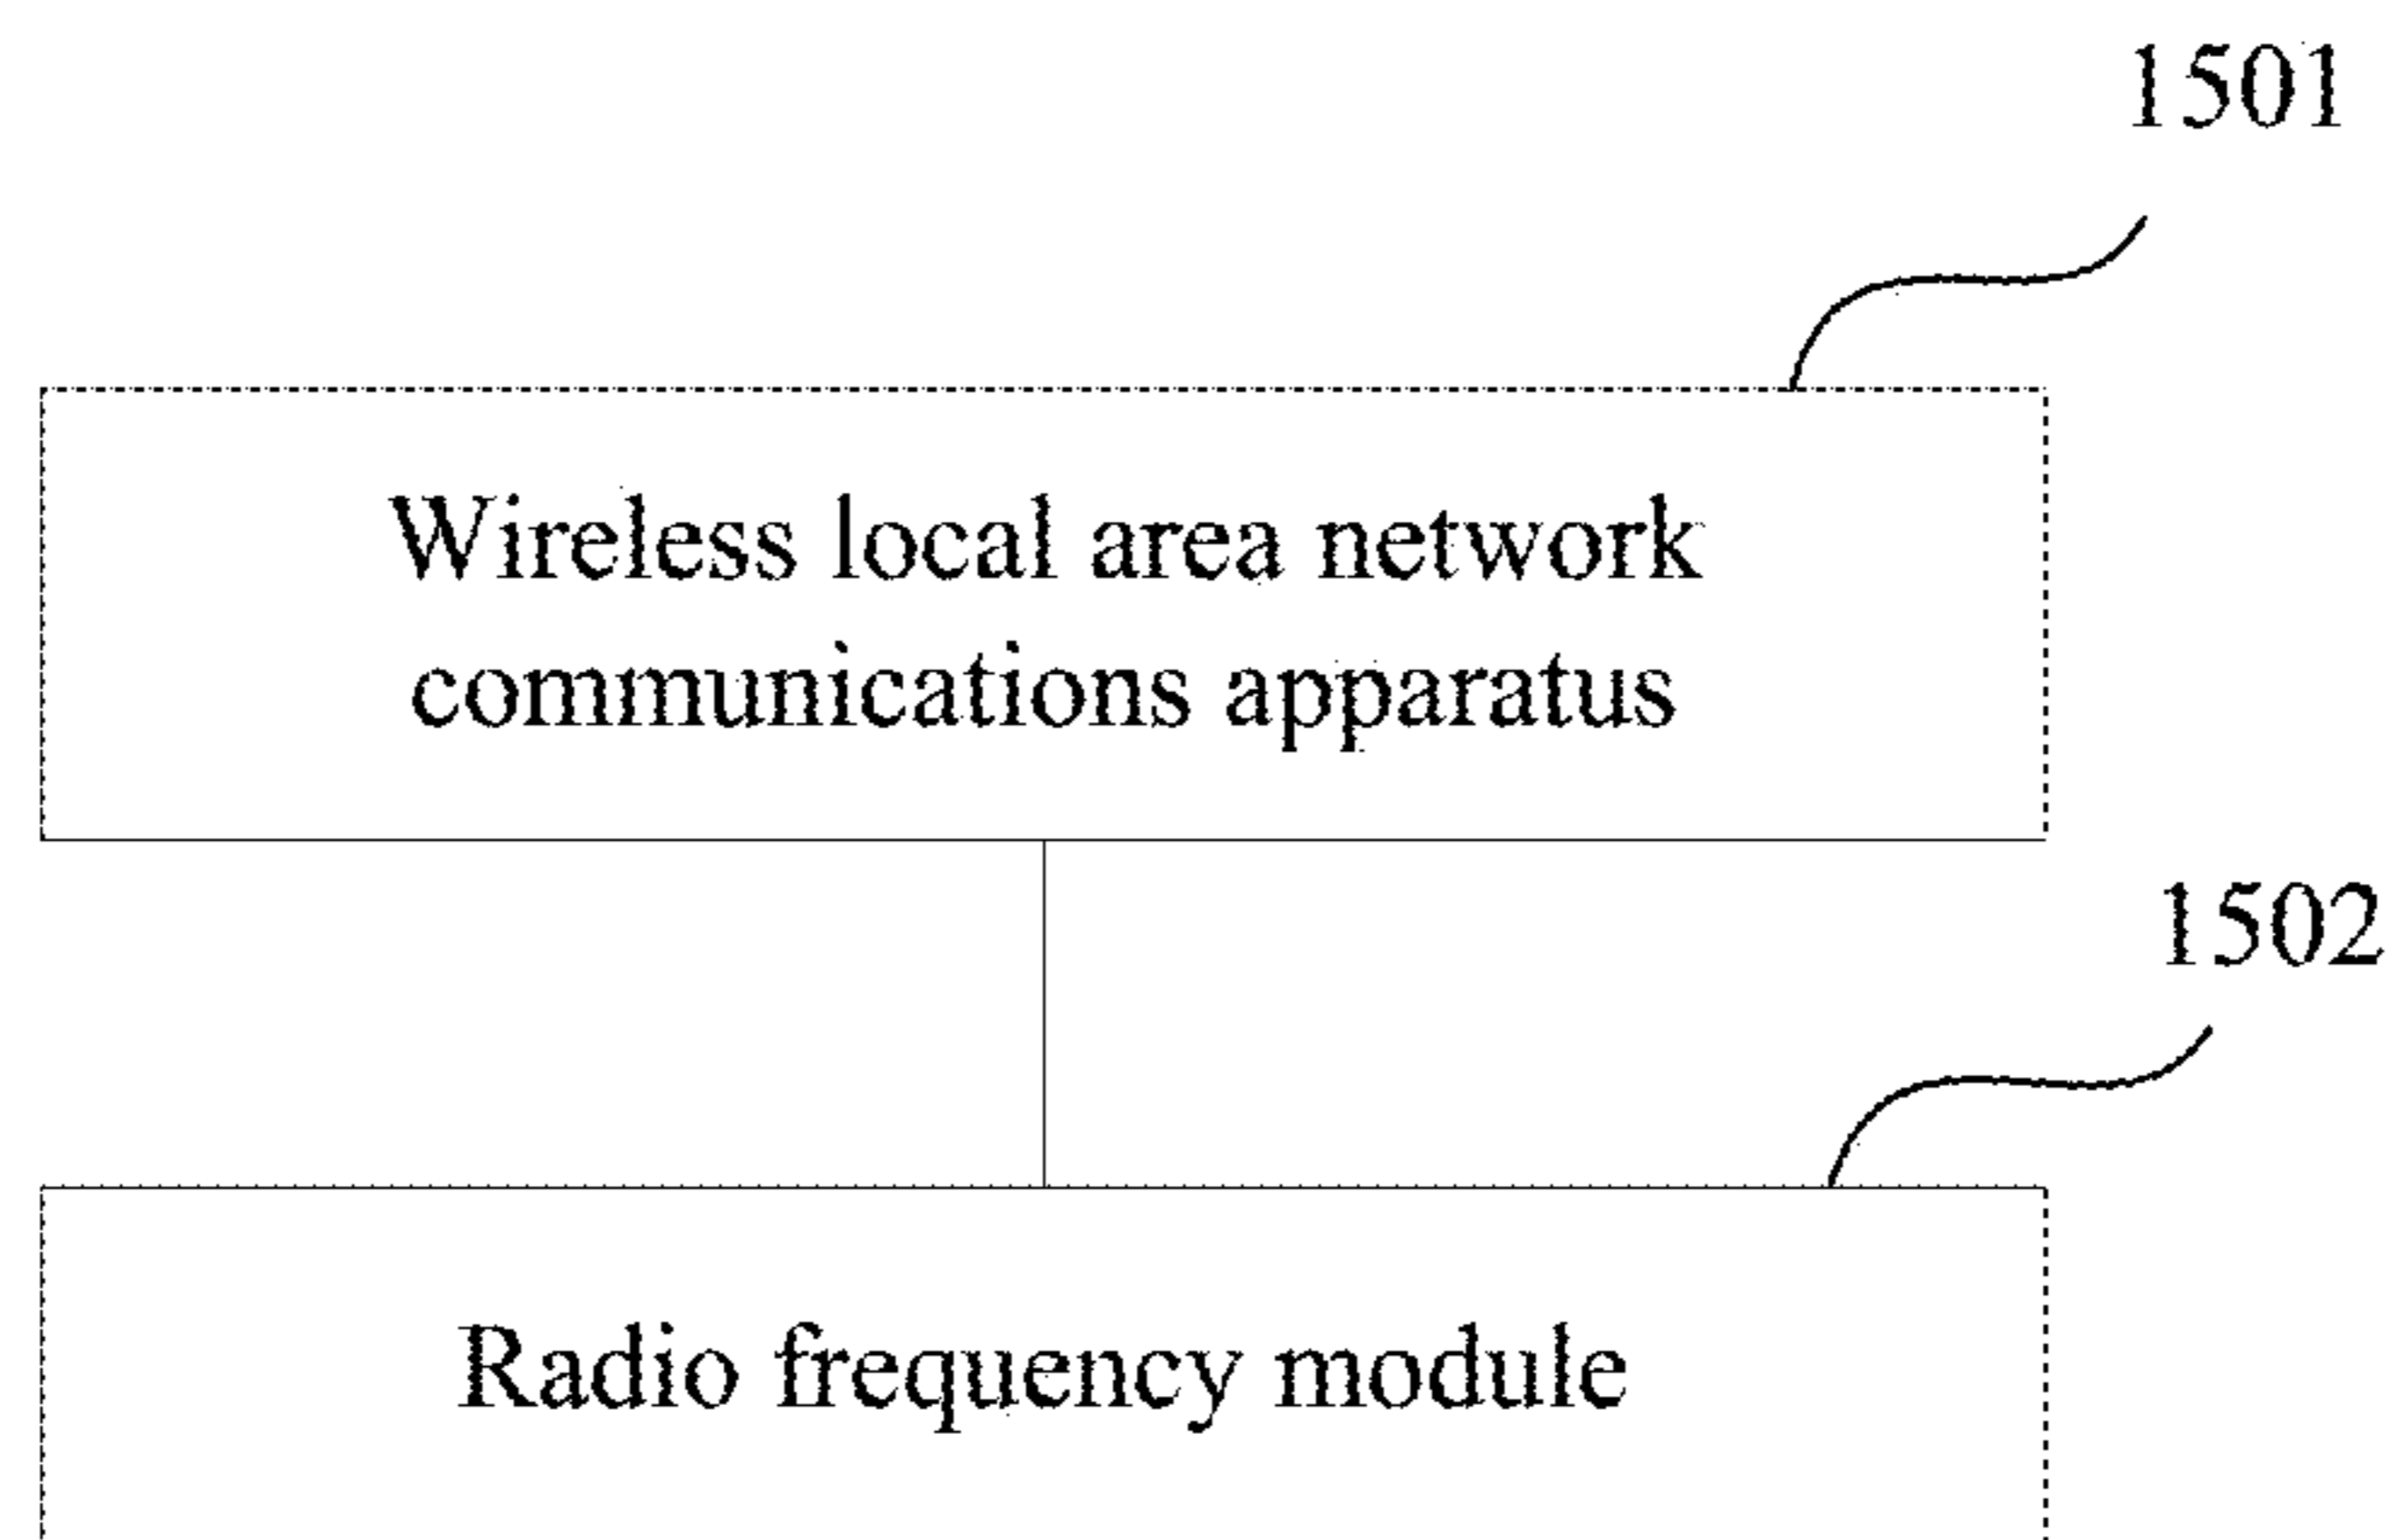 1501
Wireless local area network
communications apparatus
1502
Radio frequency module